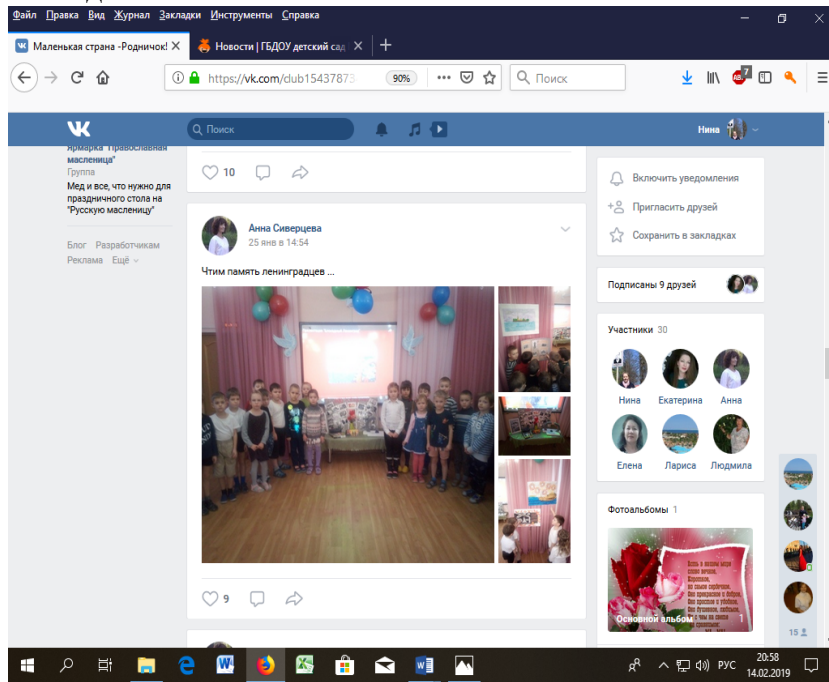 Файл Правка Вид Журнал Закладки Инструменты Справка
Маленькая страна -Родничок!
Новости | ГБДОУ детский сад
https://vk.com/club15437873
90%
Поиск
7
Поиск
Нина
Ярмарка "Православная
масленица"
Группа
Мед и все, что нужно для
праздничного стола на
"Русскую масленицу"
Блог Разработчикам
Реклама Ещё
10
Анна Сиверцева
25 янв в 14:54
Чтим память ленинградцев ...
9
Включить уведомления
Пригласить друзей
Сохранить в закладках
Подписаны 9 друзей
Участники 30
Нина Екатерина Анна
Елена Лариса Людмила
Фотоальбомы 1
Основной альбом 1
15
РУС
20:58
14.02.2019